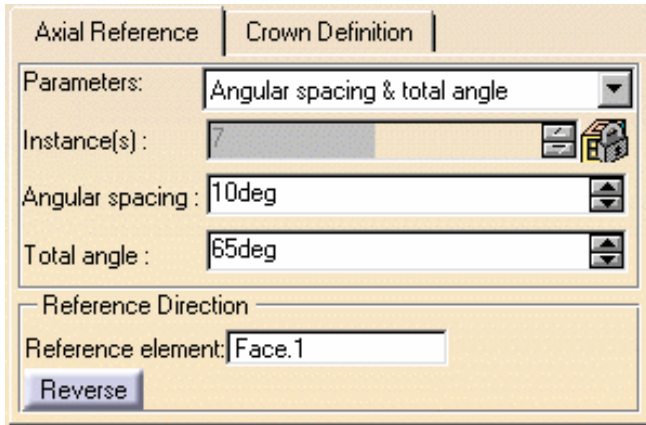 Axial Reference Crown Definition
Parameters: Angular spacing & total angle
Instance(s) : 7
Angular spacing : 10deg
Total angle : 65deg
Reference Direction
Reference element: Face.1
Reverse